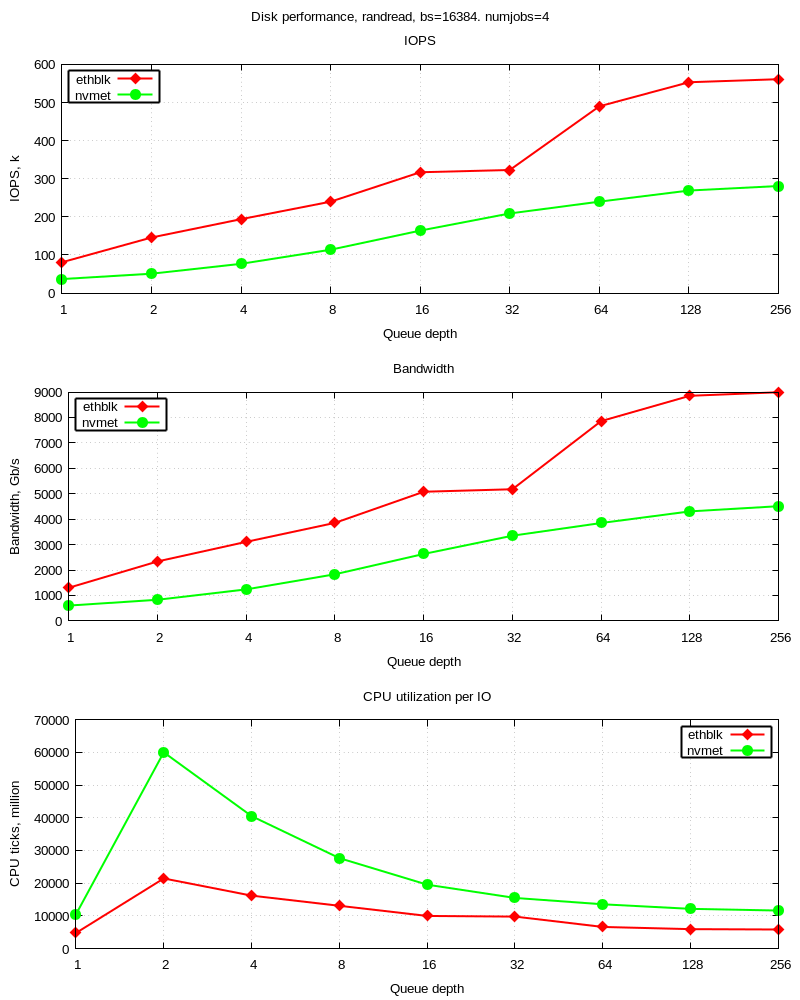 Disk performance, randread, bs=16384. numjobs=4
IOPS
600
500
400
300
200
100
0
IOPS, k
ethblk
nvmet
1 2 4 8 16 32 64 128 256
Queue depth
Bandwidth
9000
8000
7000
6000
5000
4000
3000
2000
1000
0
Bandwidth, Gb/s
ethblk
nvmet
1 2 4 8 16 32 64 128 256
Queue depth
CPU utilization per IO
70000
60000
50000
40000
30000
20000
10000
0
CPU ticks, million
ethblk
nvmet
1 2 4 8 16 32 64 128 256
Queue depth